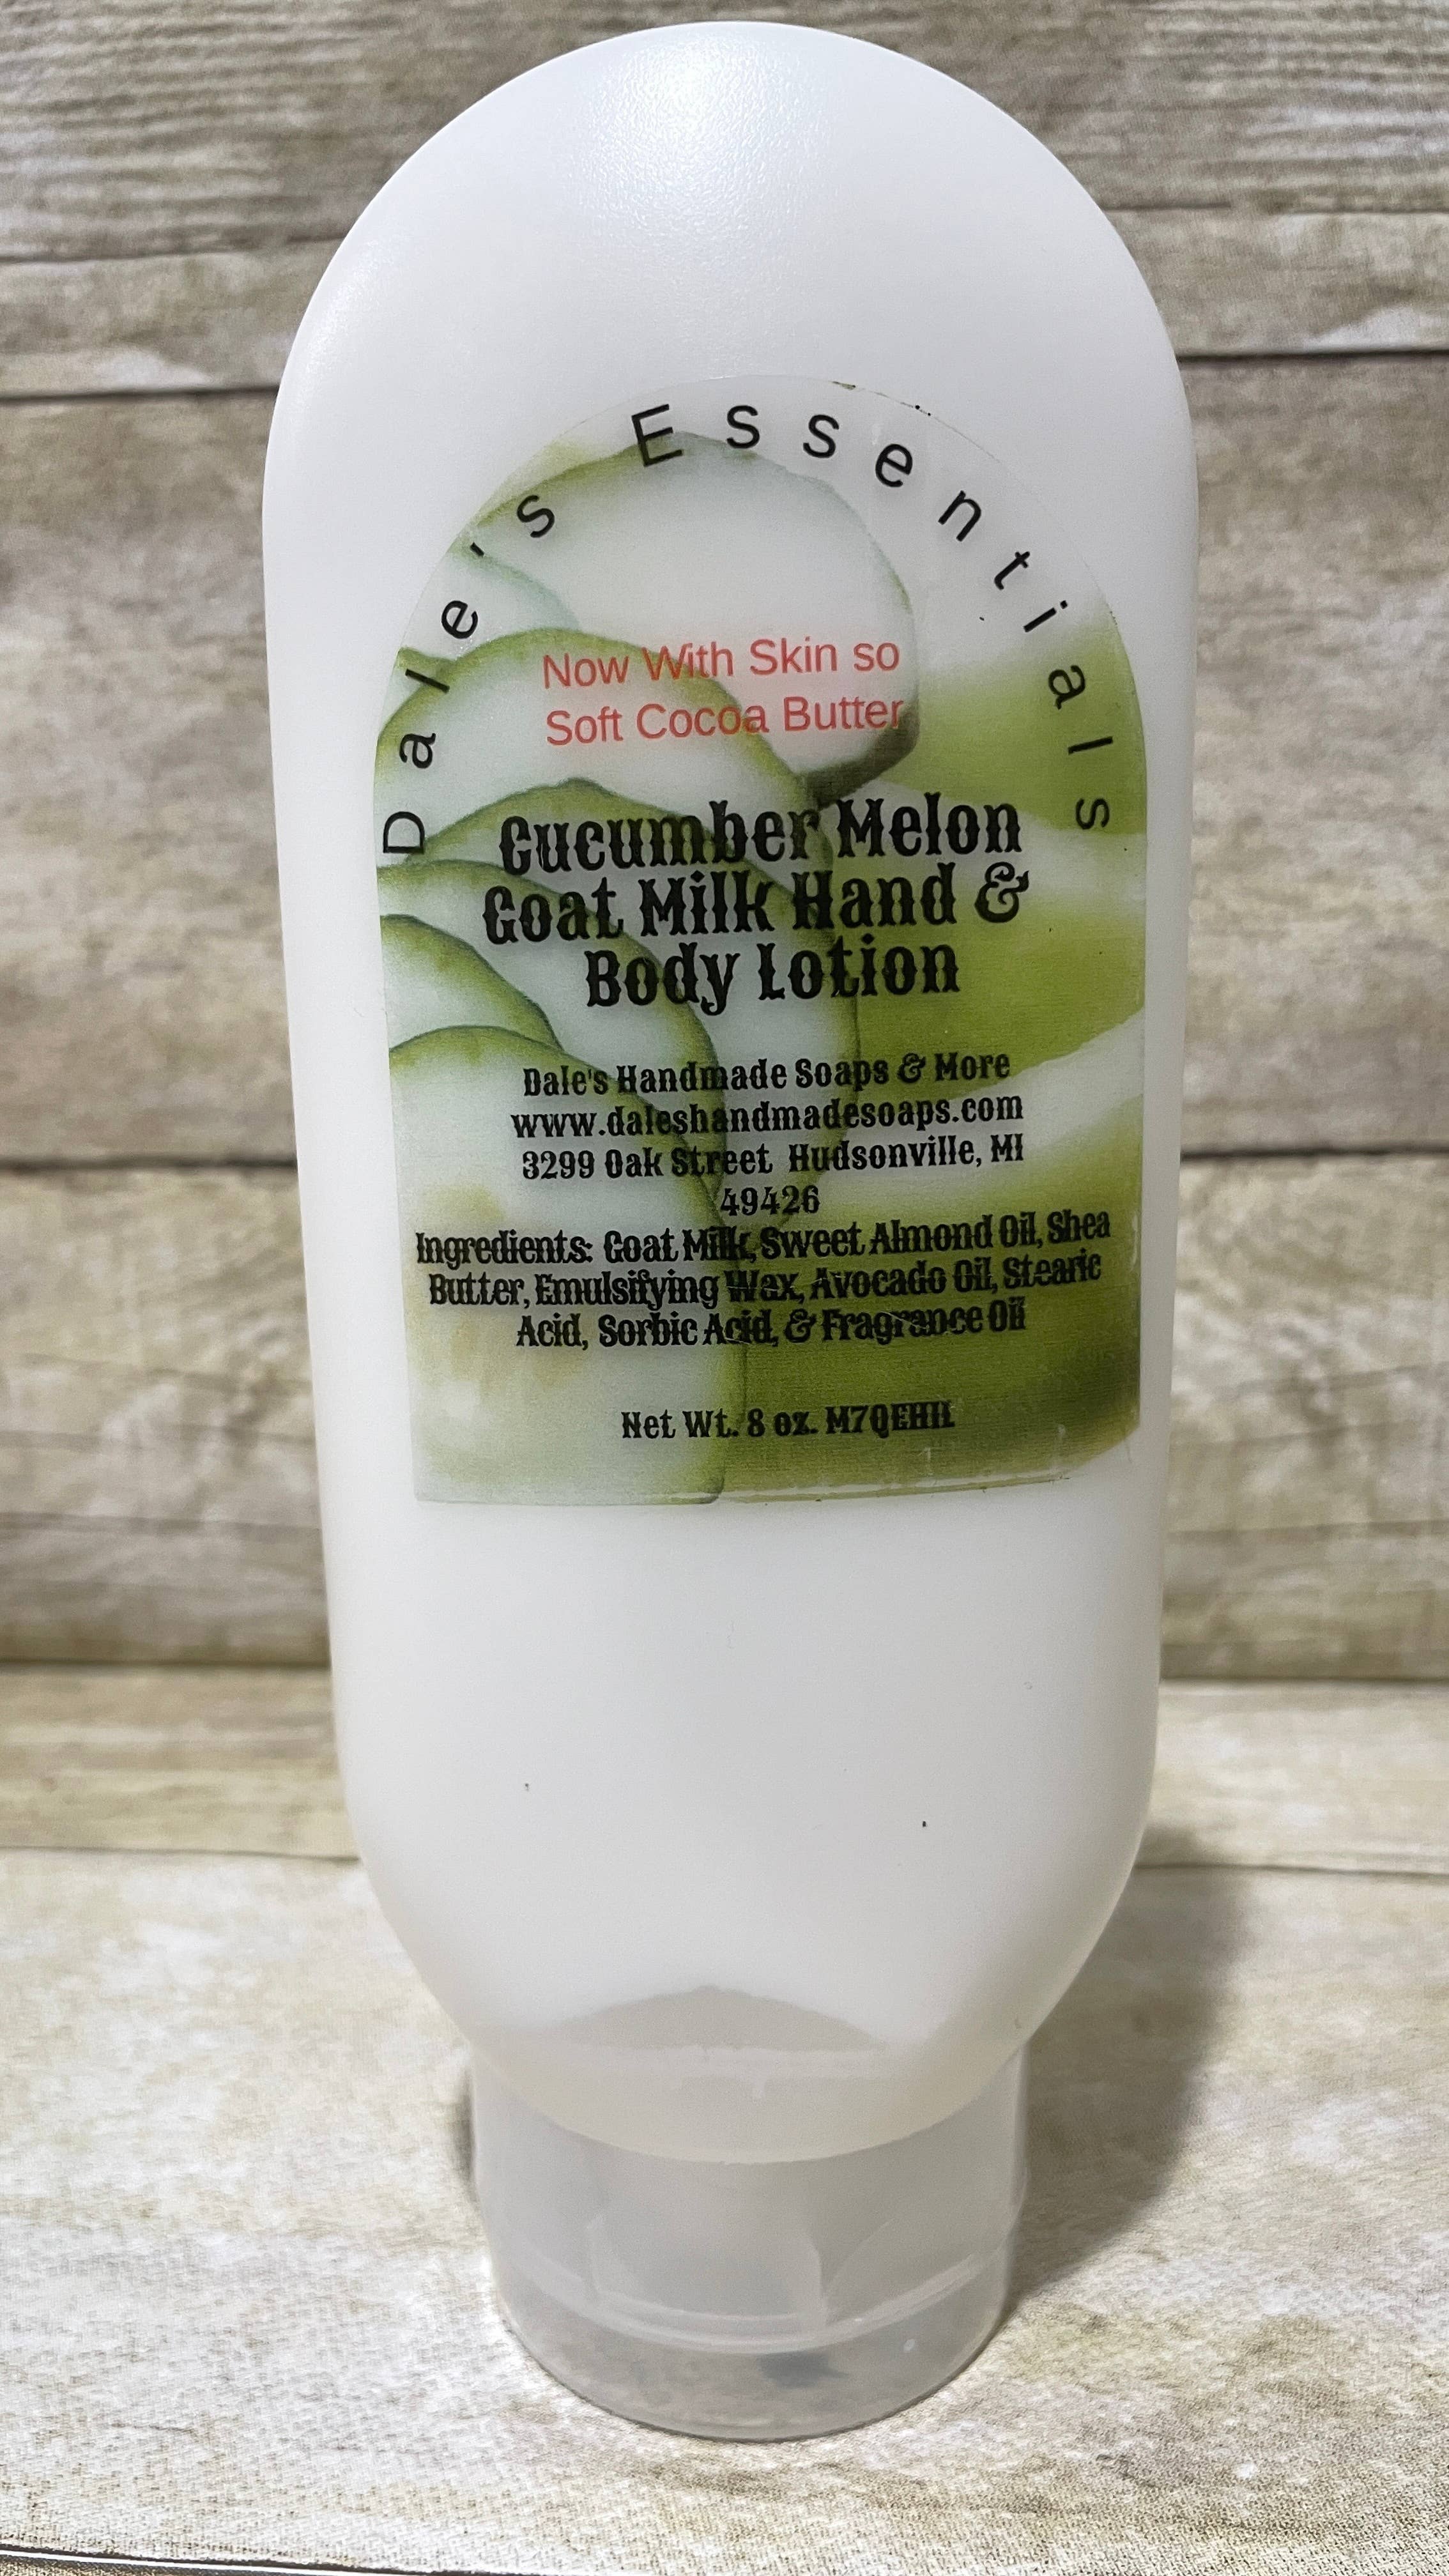 Dale's Essentials
Now With Skin so
Soft Cocoa Butter
Cucumber Melon
Goat Milk Hand &
Body Lotion
Dale's Handmade Soaps & More
www.daleshandmadesoaps.com
3299 Oak Street Hudsonville, MI
49426
Ingredients: Goat Milk, Sweet Almond Oil, Shea
Butter, Emulsifying Wax, Avocado Oil, Stearic
Acid, Sorbic Acid, & Fragrance Oil
Net Wt. 8 oz.